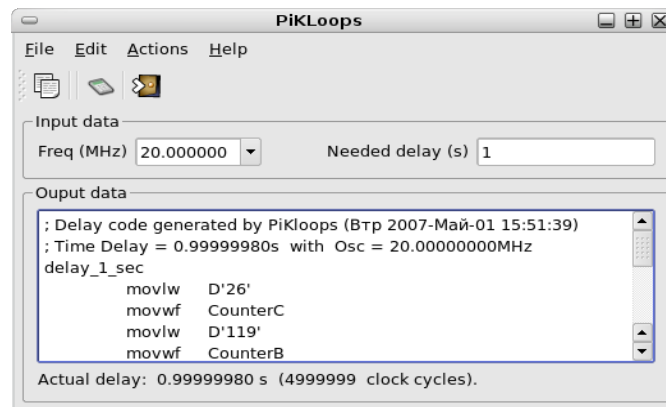 PiKLoops
File Edit Actions Help
Input data
Freq (MHz) 20.000000 Needed delay (s) 1
Ouput data
; Delay code generated by PiKloops (Втр 2007-Май-01 15:51:39)
; Time Delay = 0.99999980s with Osc = 20.00000000MHz
delay_1_sec
movlw D'26'
movwf CounterC
movlw D'119'
movwf CounterB
Actual delay: 0.99999980 s (4999999 clock cycles).